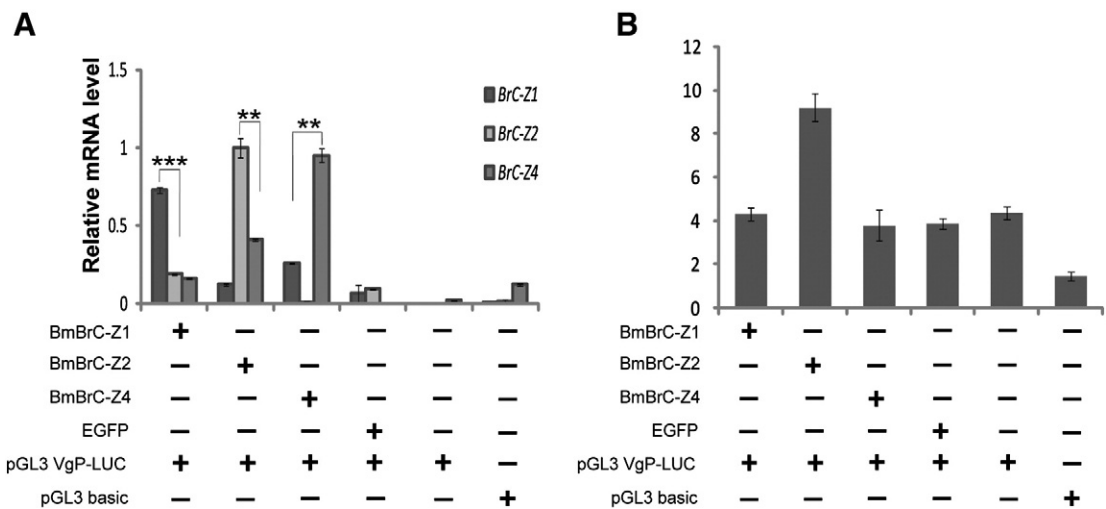 A
Relative mRNA level
1.5
1
0.5
0
***
**
**
BrC-Z1
BrC-Z2
BrC-Z4
BmBrC-Z1 + – – – – –
BmBrC-Z2 – + – – – –
BmBrC-Z4 – – + – – –
EGFP – – – + – –
pGL3 VgP-LUC + + + + + –
pGL3 basic – – – – – +
B
12
10
8
6
4
2
0
BmBrC-Z1 + – – – – –
BmBrC-Z2 – + – – – –
BmBrC-Z4 – – + – – –
EGFP – – – + – –
pGL3 VgP-LUC + + + + + –
pGL3 basic – – – – – +